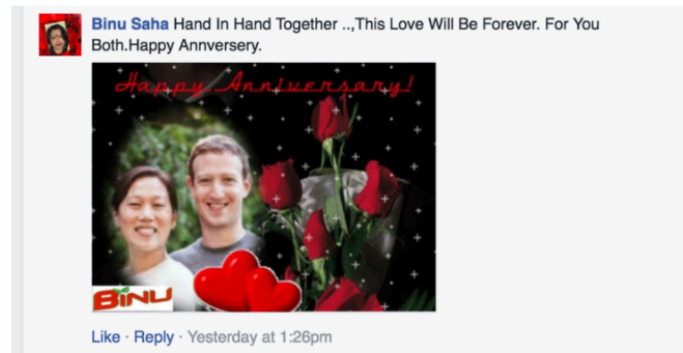 Binu Saha Hand In Hand Together ..,This Love Will Be Forever. For You
Both.Happy Annversery.
Happy Anniversary!
BINU
Like · Reply · Yesterday at 1:26pm